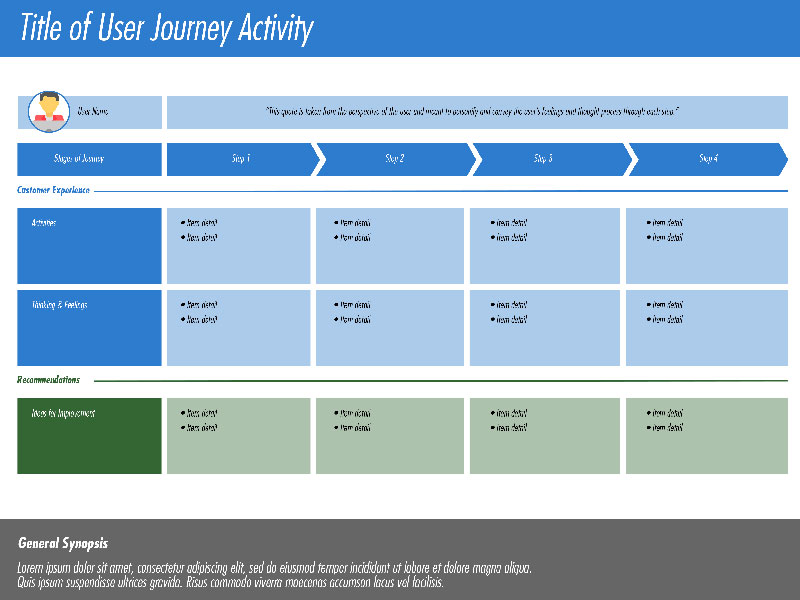 Title of User Journey Activity
User Name
"This quote is taken from the perspective of the user and meant to personify and convey the user's feelings and thought process through each step."
Stages of Journey
Step 1
Step 2
Step 3
Step 4
Customer Experience
Activities
• Item detail
• Item detail
• Item detail
• Item detail
• Item detail
• Item detail
• Item detail
• Item detail
Thinking & Feelings
• Item detail
• Item detail
• Item detail
• Item detail
• Item detail
• Item detail
• Item detail
• Item detail
Recommendations
Ideas for Improvement
• Item detail
• Item detail
• Item detail
• Item detail
• Item detail
• Item detail
• Item detail
• Item detail
General Synopsis
Lorem ipsum dolor sit amet, consectetur adipiscing elit, sed do eiusmod tempor incididunt ut labore et dolore magna aliqua.
Quis ipsum suspendisse ultrices gravida. Risus commodo viverra maecenas accumsan lacus vel facilisis.